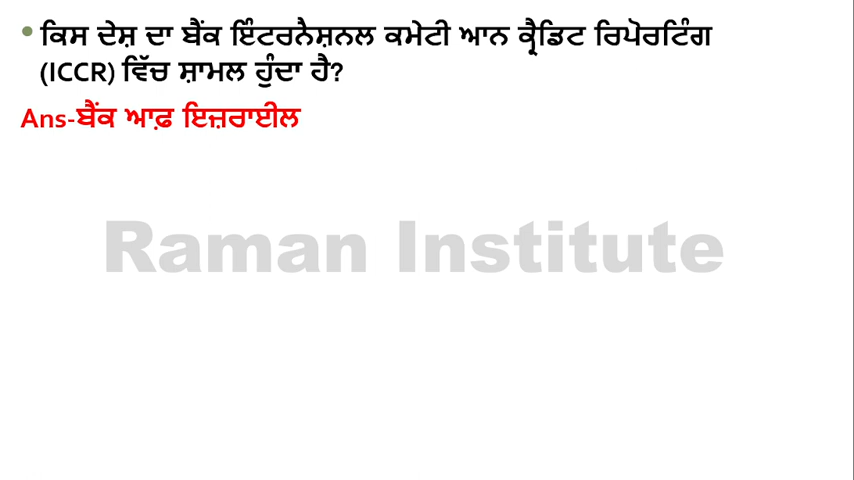 • ਕਿਸ ਦੇਸ਼ ਦਾ ਬੈਂਕ ਇੰਟਰਨੈਸ਼ਨਲ ਕਮੇਟੀ ਆਨ ਕ੍ਰੈਡਿਟ ਰਿਪੋਰਟਿੰਗ
(ICCR) ਵਿੱਚ ਸ਼ਾਮਲ ਹੁੰਦਾ ਹੈ?
Ans-ਬੈਂਕ ਆਫ਼ ਇਜ਼ਰਾਈਲ
Raman Institute